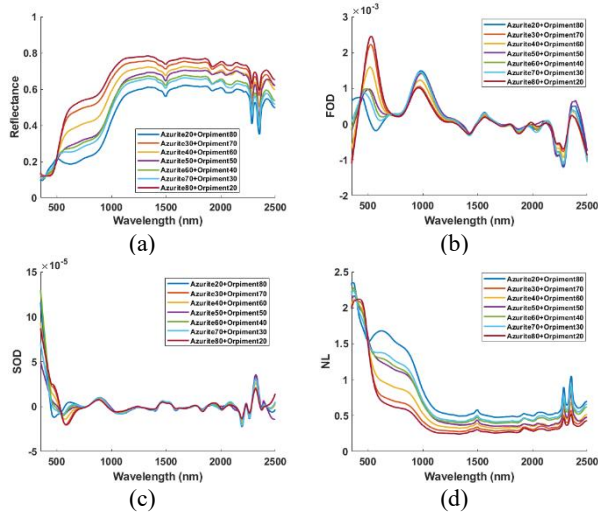 1
0.8
0.6
0.4
0.2
0
Reflectance
500 1000 1500 2000 2500
Wavelength (nm)
Azurite20+Orpiment80
Azurite30+Orpiment70
Azurite40+Orpiment60
Azurite50+Orpiment50
Azurite60+Orpiment40
Azurite70+Orpiment30
Azurite80+Orpiment20
(a)
×10⁻³
3
2
1
0
-1
-2
FOD
500 1000 1500 2000 2500
Wavelength (nm)
Azurite20+Orpiment80
Azurite30+Orpiment70
Azurite40+Orpiment60
Azurite50+Orpiment50
Azurite60+Orpiment40
Azurite70+Orpiment30
Azurite80+Orpiment20
(b)
×10⁻⁵
15
10
5
0
-5
SOD
500 1000 1500 2000 2500
Wavelength (nm)
Azurite20+Orpiment80
Azurite30+Orpiment70
Azurite40+Orpiment60
Azurite50+Orpiment50
Azurite60+Orpiment40
Azurite70+Orpiment30
Azurite80+Orpiment20
(c)
2.5
2
1.5
1
0.5
0
NL
500 1000 1500 2000 2500
Wavelength (nm)
Azurite20+Orpiment80
Azurite30+Orpiment70
Azurite40+Orpiment60
Azurite50+Orpiment50
Azurite60+Orpiment40
Azurite70+Orpiment30
Azurite80+Orpiment20
(d)